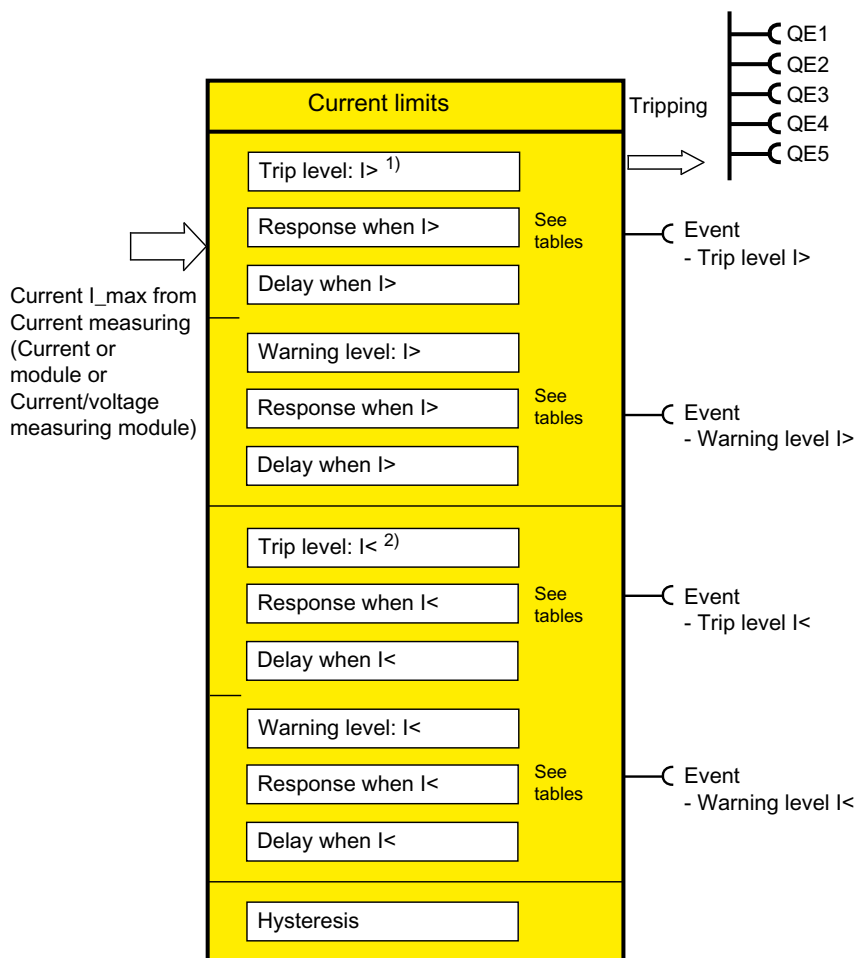 QE1
QE2
QE3
QE4
QE5
Current limits
Tripping
Trip level: I> 1)
Response when I>
See
tables
Event
- Trip level I>
Delay when I>
Current I_max from
Current measuring
(Current or
module or
Current/voltage
measuring module)
Warning level: I>
Response when I>
See
tables
Event
- Warning level I>
Delay when I>
Trip level: I< 2)
Response when I<
See
tables
Event
- Trip level I<
Delay when I<
Warning level: I<
Response when I<
See
tables
Event
- Warning level I<
Delay when I<
Hysteresis